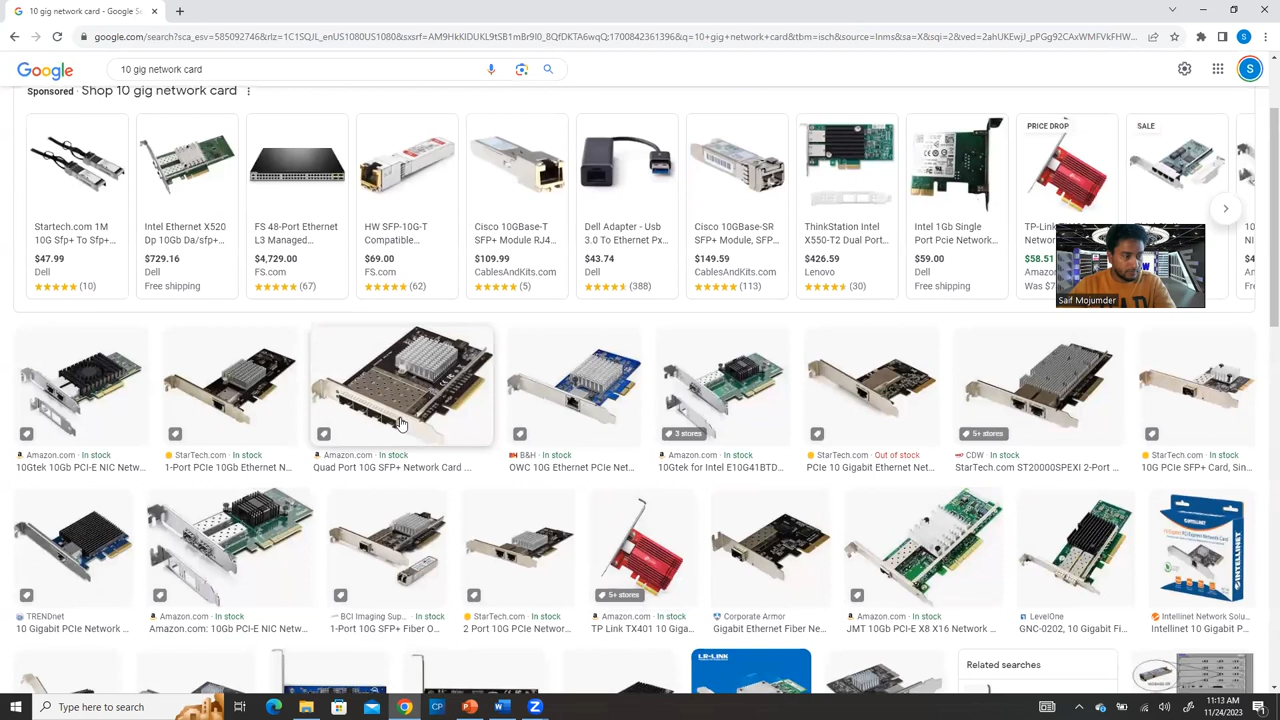 10 gig network card - Google Se
google.com/search?sca_esv=585092746&rlz=1C1SQJL_enUS1080US1080&sxsrf=AM9HkKIDUKL9tSB1mBr9I0_8QfDKTA6wqQ:1700842361396&q=10+gig+network+card&tbm=isch&source=lnms&sa=X&sqi=2&ved=2ahUKEwjJ_pPGg92CAxWMFVkFHW...
S
Google
10 gig network card
S
Sponsored · Shop 10 gig network card
PRICE DROP
SALE
Startech.com 1M
10G Sfp+ To Sfp+...
$47.99
Dell
(10)
Intel Ethernet X520
Dp 10Gb Da/sfp+...
$729.16
Dell
Free shipping
FS 48-Port Ethernet
L3 Managed...
$4,729.00
FS.com
(67)
HW SFP-10G-T
Compatible...
$69.00
FS.com
(62)
Cisco 10GBase-T
SFP+ Module RJ4...
$109.99
CablesAndKits.com
(5)
Dell Adapter - Usb
3.0 To Ethernet Px...
$43.74
Dell
(388)
Cisco 10GBase-SR
SFP+ Module, SFP...
$149.59
CablesAndKits.com
(113)
ThinkStation Intel
X550-T2 Dual Port...
$426.59
Lenovo
(30)
Intel 1Gb Single
Port Pcie Network...
$59.00
Dell
Free shipping
TP-Link
Network
$58.51
Amazon
Was $7
Saif Mojumder
Amazon.com · In stock
10Gtek 10Gb PCI-E NIC Netw...
StarTech.com · In stock
1-Port PCIe 10Gb Ethernet N...
Amazon.com · In stock
Quad Port 10G SFP+ Network Card ...
B&H · In stock
OWC 10G Ethernet PCIe Net...
3 stores
Amazon.com · In stock
10Gtek for Intel E10G41BTD...
StarTech.com · Out of stock
PCIe 10 Gigabit Ethernet Net...
5+ stores
CDW · In stock
StarTech.com ST20000SPEXI 2-Port ...
StarTech.com · In stock
10G PCIe SFP+ Card, Sin...
TRENDnet
10 Gigabit PCIe Network ...
Amazon.com · In stock
Amazon.com: 10Gb PCI-E NIC Netw...
BCI Imaging Sup... · In stock
1-Port 10G SFP+ Fiber O...
StarTech.com · In stock
2 Port 10G PCIe Networ...
5+ stores
Amazon.com · In stock
TP Link TX401 10 Giga...
Corporate Armor
Gigabit Ethernet Fiber Ne...
Amazon.com · In stock
JMT 10Gb PCI-E X8 X16 Network ...
LevelOne
GNC-0202, 10 Gigabit Fi...
INTELLINET
Intellinet Network Solu...
Intellinet 10 Gigabit P...
LR-LINK
Related searches
Type here to search
CP
11:13 AM
11/24/2023